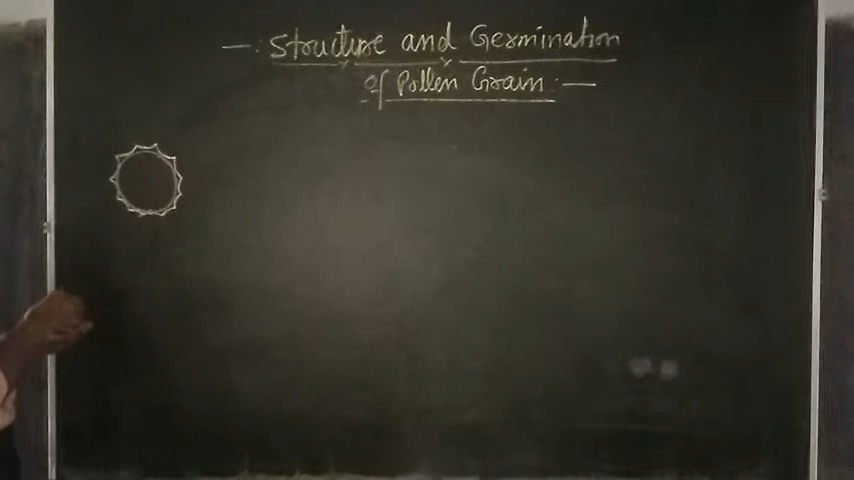 —: Structure and Germination
of Pollen Grain :—